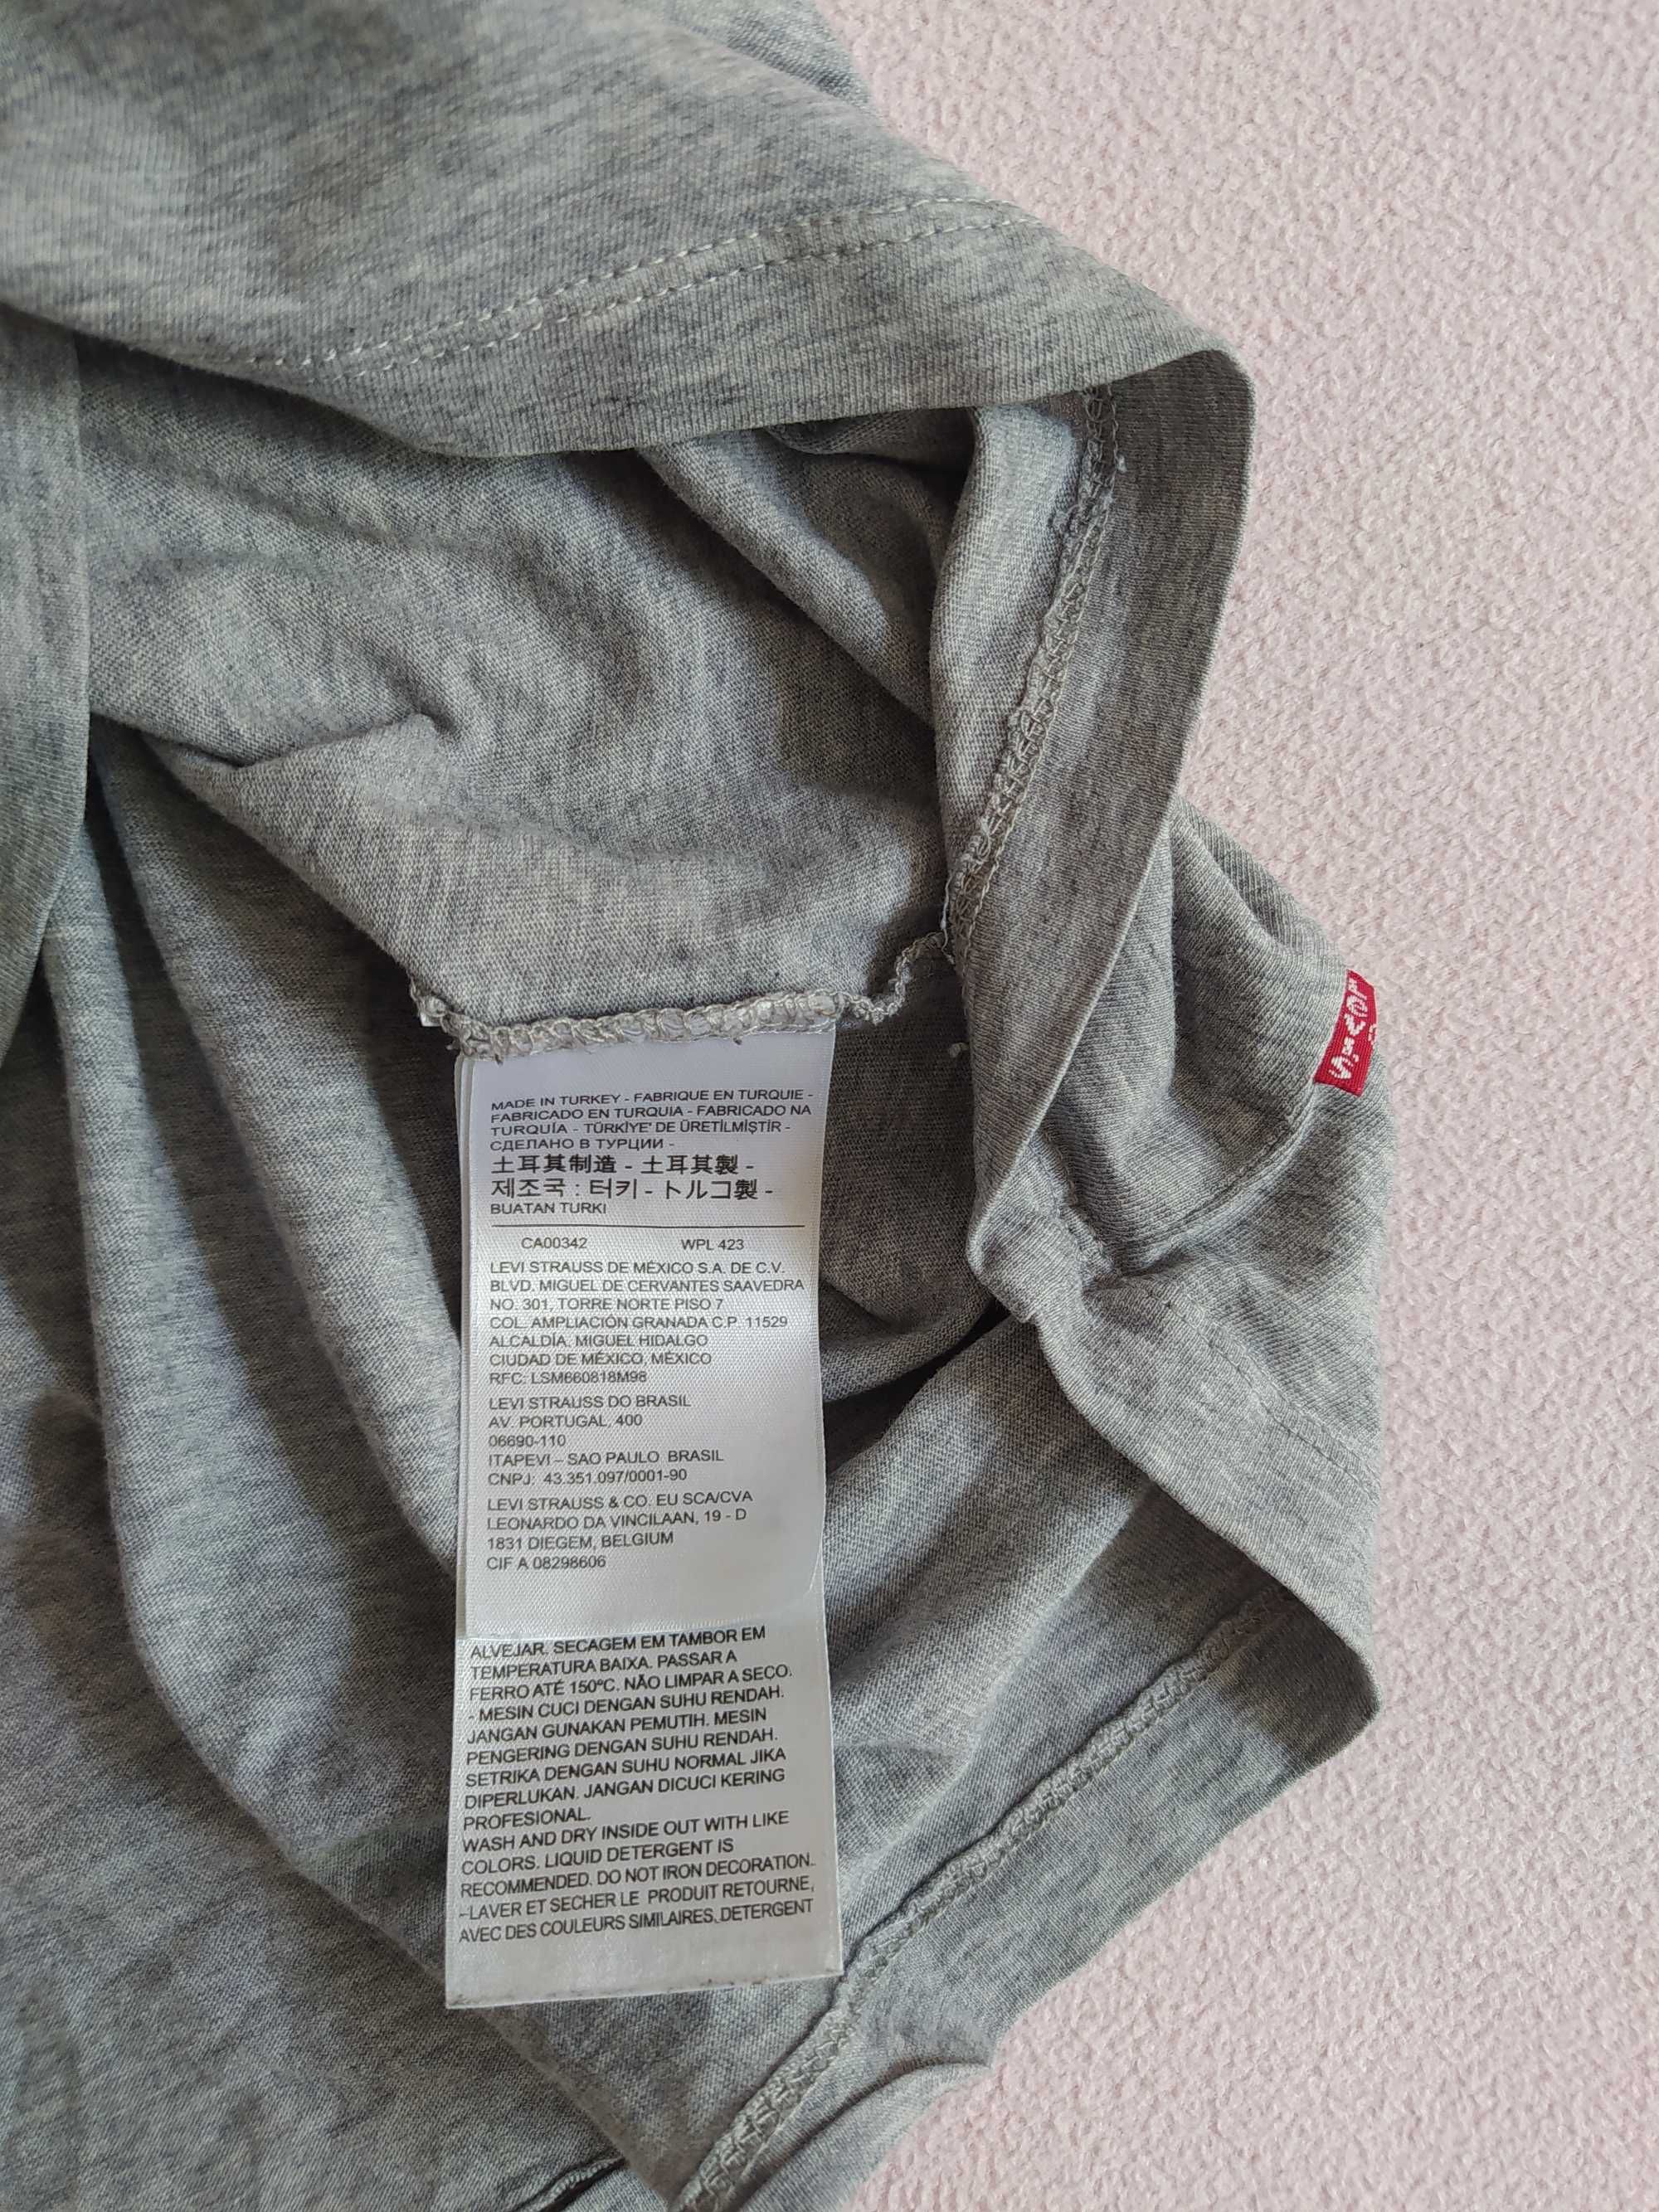 MADE IN TURKEY - FABRIQUE EN TURQUIE -
FABRICADO EN TURQUIA - FABRICADO NA
TURQUÍA - TÜRKİYE' DE ÜRETİLMİŞTİR -
СДЕЛАНО В ТУРЦИИ -
土耳其制造 - 土耳其製 -
제조국 : 터키 - トルコ製 -
BUATAN TURKI
CA00342 WPL 423
LEVI STRAUSS DE MÉXICO S.A. DE C.V.
BLVD. MIGUEL DE CERVANTES SAAVEDRA
NO. 301, TORRE NORTE PISO 7
COL. AMPLIACIÓN GRANADA C.P. 11529
ALCALDÍA, MIGUEL HIDALGO
CIUDAD DE MÉXICO, MÉXICO
RFC: LSM660818M98
LEVI STRAUSS DO BRASIL
AV. PORTUGAL, 400
06690-110
ITAPEVI – SAO PAULO BRASIL
CNPJ: 43.351.097/0001-90
LEVI STRAUSS & CO. EU SCA/CVA
LEONARDO DA VINCILAAN, 19 - D
1831 DIEGEM, BELGIUM
CIF A 08298606
ALVEJAR. SECAGEM EM TAMBOR EM
TEMPERATURA BAIXA. PASSAR A
FERRO ATÉ 150ºC. NÃO LIMPAR A SECO.
- MESIN CUCI DENGAN SUHU RENDAH.
JANGAN GUNAKAN PEMUTIH. MESIN
PENGERING DENGAN SUHU RENDAH.
SETRIKA DENGAN SUHU NORMAL JIKA
DIPERLUKAN. JANGAN DICUCI KERING
PROFESIONAL.
WASH AND DRY INSIDE OUT WITH LIKE
COLORS. LIQUID DETERGENT IS
RECOMMENDED. DO NOT IRON DECORATION.
–LAVER ET SECHER LE PRODUIT RETOURNE,
AVEC DES COULEURS SIMILAIRES, DETERGENT
LEVI'S